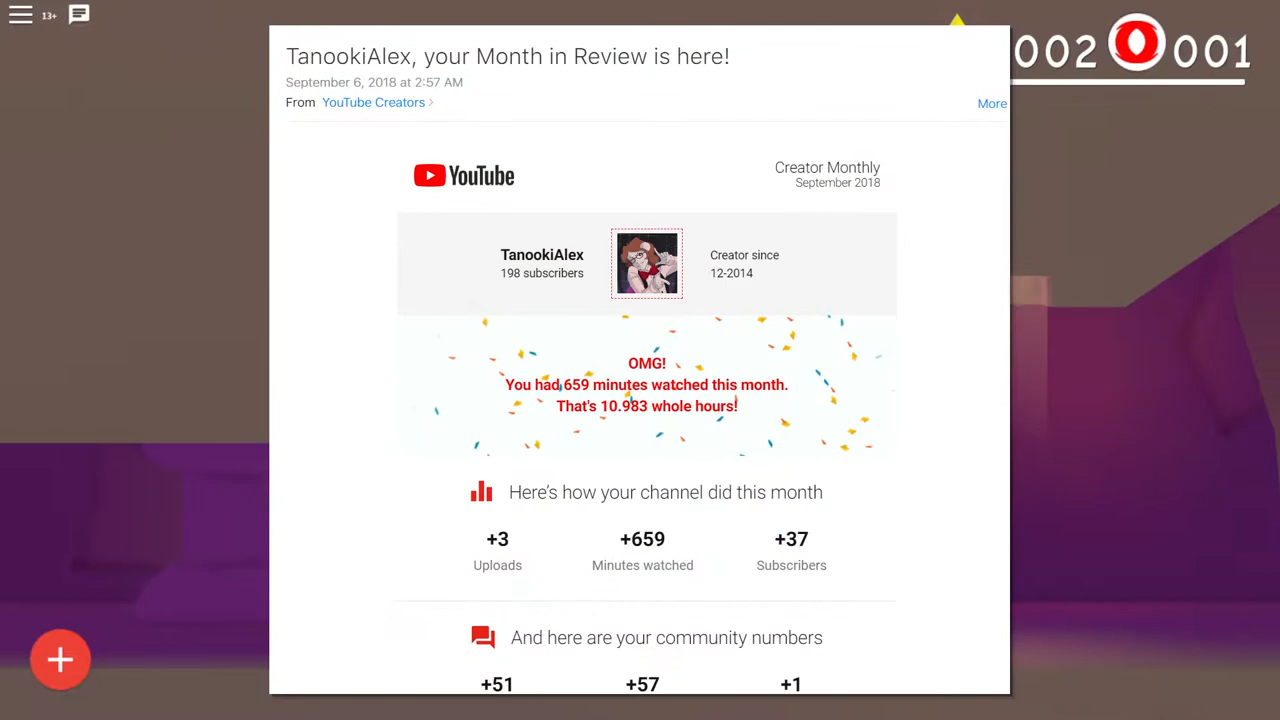 13+
002 001
TanookiAlex, your Month in Review is here!
September 6, 2018 at 2:57 AM
From YouTube Creators >
More
YouTube
Creator Monthly
September 2018
TanookiAlex
198 subscribers
Creator since
12-2014
OMG!
You had 659 minutes watched this month.
That's 10.983 whole hours!
Here's how your channel did this month
+3 +659 +37
Uploads Minutes watched Subscribers
And here are your community numbers
+51 +57 +1